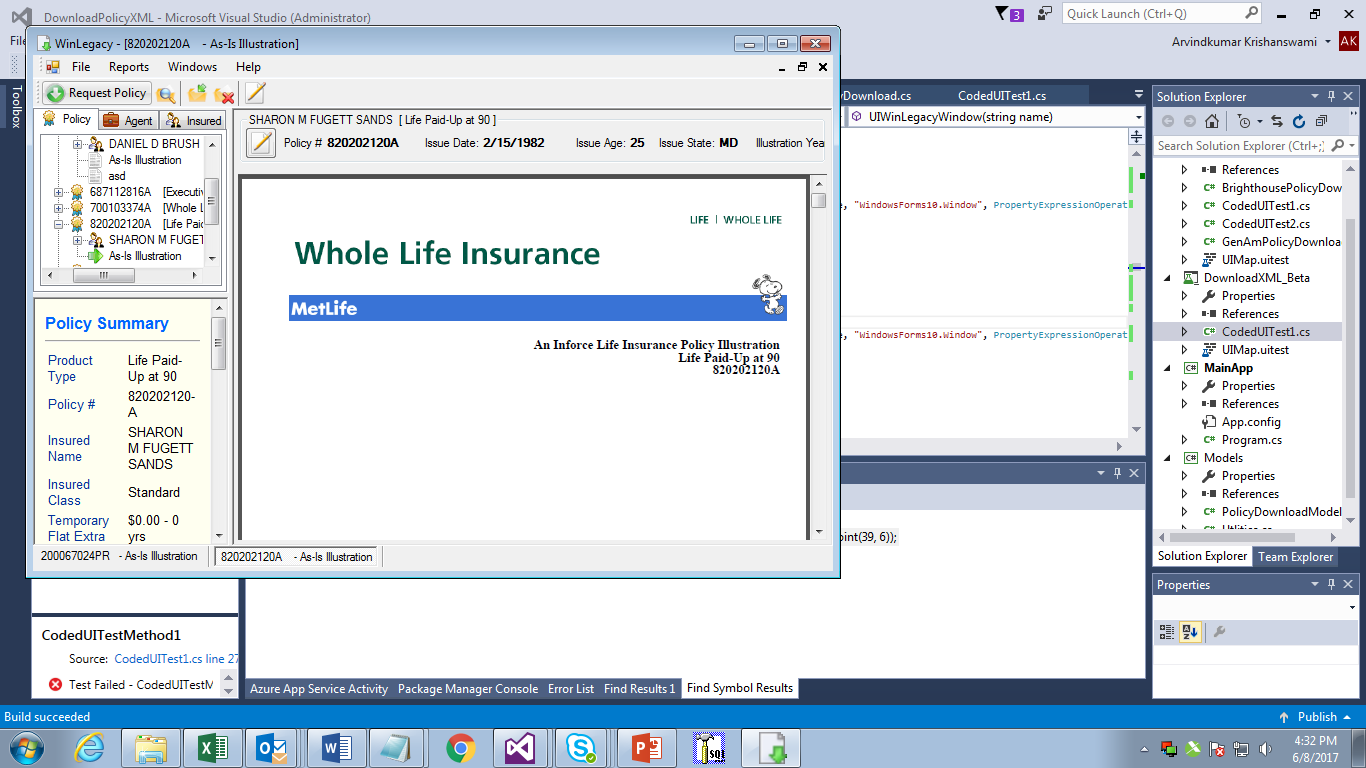 DownloadPolicyXML - Microsoft Visual Studio (Administrator)
3
Quick Launch (Ctrl+Q)
Arvindkumar Krishanswami
AK
WinLegacy - [820202120A - As-Is Illustration]
File Reports Windows Help
Request Policy
Policy Agent Insured
DANIEL D BRUSH
As-Is Illustration
asd
687112816A [Executiv
700103374A [Whole L
820202120A [Life Paid
SHARON M FUGET
As-Is Illustration
SHARON M FUGETT SANDS [ Life Paid-Up at 90 ]
Policy # 820202120A Issue Date: 2/15/1982 Issue Age: 25 Issue State: MD Illustration Yea
LIFE | WHOLE LIFE
Whole Life Insurance
MetLife
An Inforce Life Insurance Policy Illustration
Life Paid-Up at 90
820202120A
Policy Summary
Product Type
Life Paid-Up at 90
Policy #
820202120-A
Insured Name
SHARON M FUGETT SANDS
Insured Class
Standard
Temporary Flat Extra
$0.00 - 0 yrs
200067024PR - As-Is Illustration
820202120A - As-Is Illustration
Toolbox
yDownload.cs CodedUITest1.cs
UIWinLegacyWindow(string name)
e, "WindowsForms10.Window", PropertyExpressionOperat
e, "WindowsForms10.Window", PropertyExpressionOperat
oint(39, 6));
Solution Explorer
Search Solution Explorer (Ctrl+;)
References
BrighthousePolicyDow
CodedUITest1.cs
CodedUITest2.cs
GenAmPolicyDownloa
UIMap.uitest
DownloadXML_Beta
Properties
References
CodedUITest1.cs
UIMap.uitest
MainApp
Properties
References
App.config
Program.cs
Models
Properties
References
PolicyDownloadModel
Solution Explorer Team Explorer
Properties
CodedUITestMethod1
Source: CodedUITest1.cs line 27
Test Failed - CodedUITestM
Azure App Service Activity Package Manager Console Error List Find Results 1 Find Symbol Results
Build succeeded
Publish
4:32 PM
6/8/2017